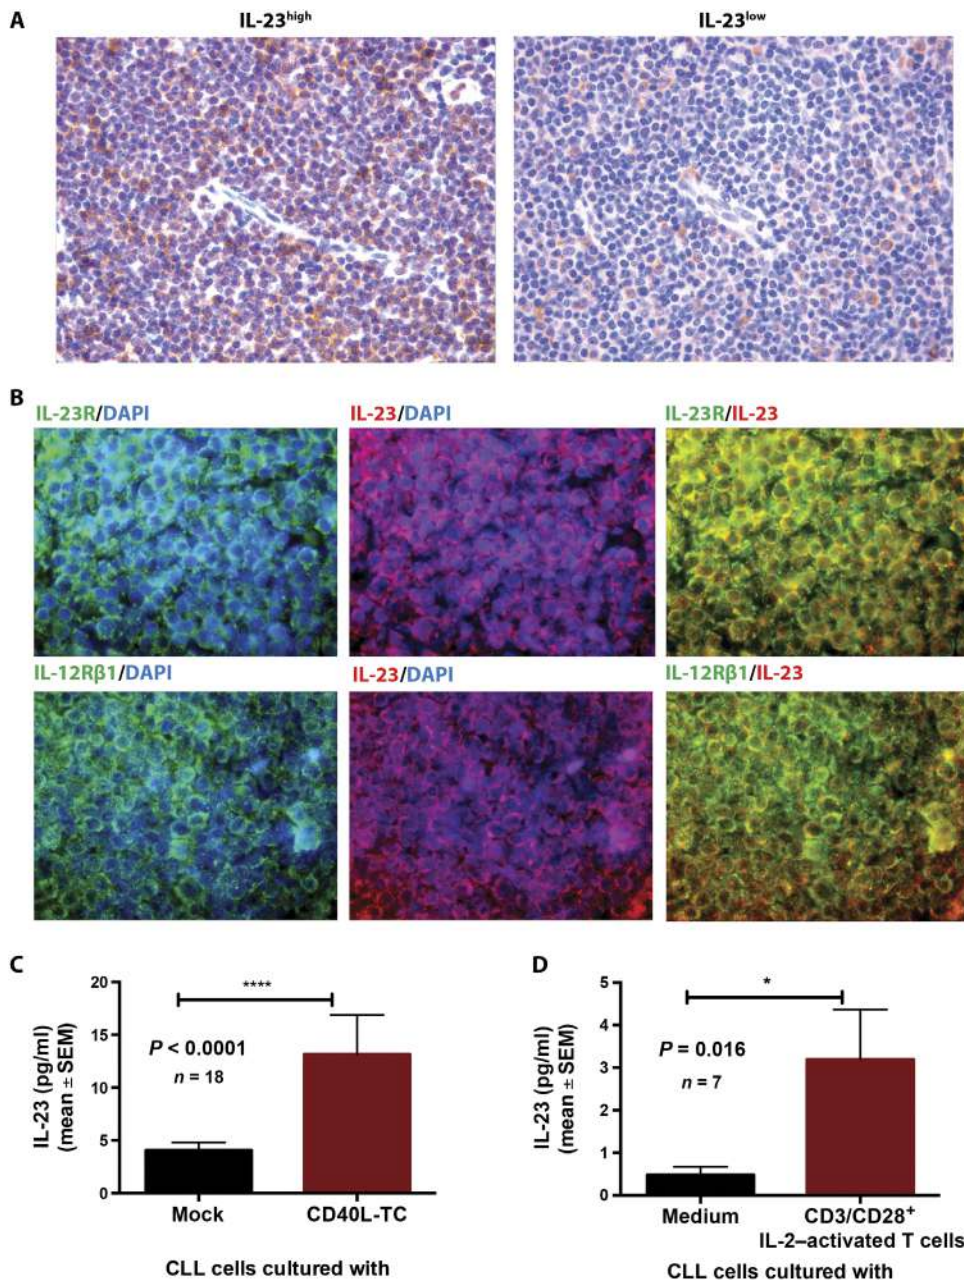 A
IL-23high
IL-23low
B
IL-23R/DAPI
IL-23/DAPI
IL-23R/IL-23
IL-12Rβ1/DAPI
IL-23/DAPI
IL-12Rβ1/IL-23
C
IL-23 (pg/ml)
(mean ± SEM)
20
15
10
5
0
****
P < 0.0001
n = 18
Mock
CD40L-TC
CLL cells cultured with
D
IL-23 (pg/ml)
(mean ± SEM)
5
4
3
2
1
0
*
P = 0.016
n = 7
Medium
CD3/CD28+
IL-2–activated T cells
CLL cells cultured with